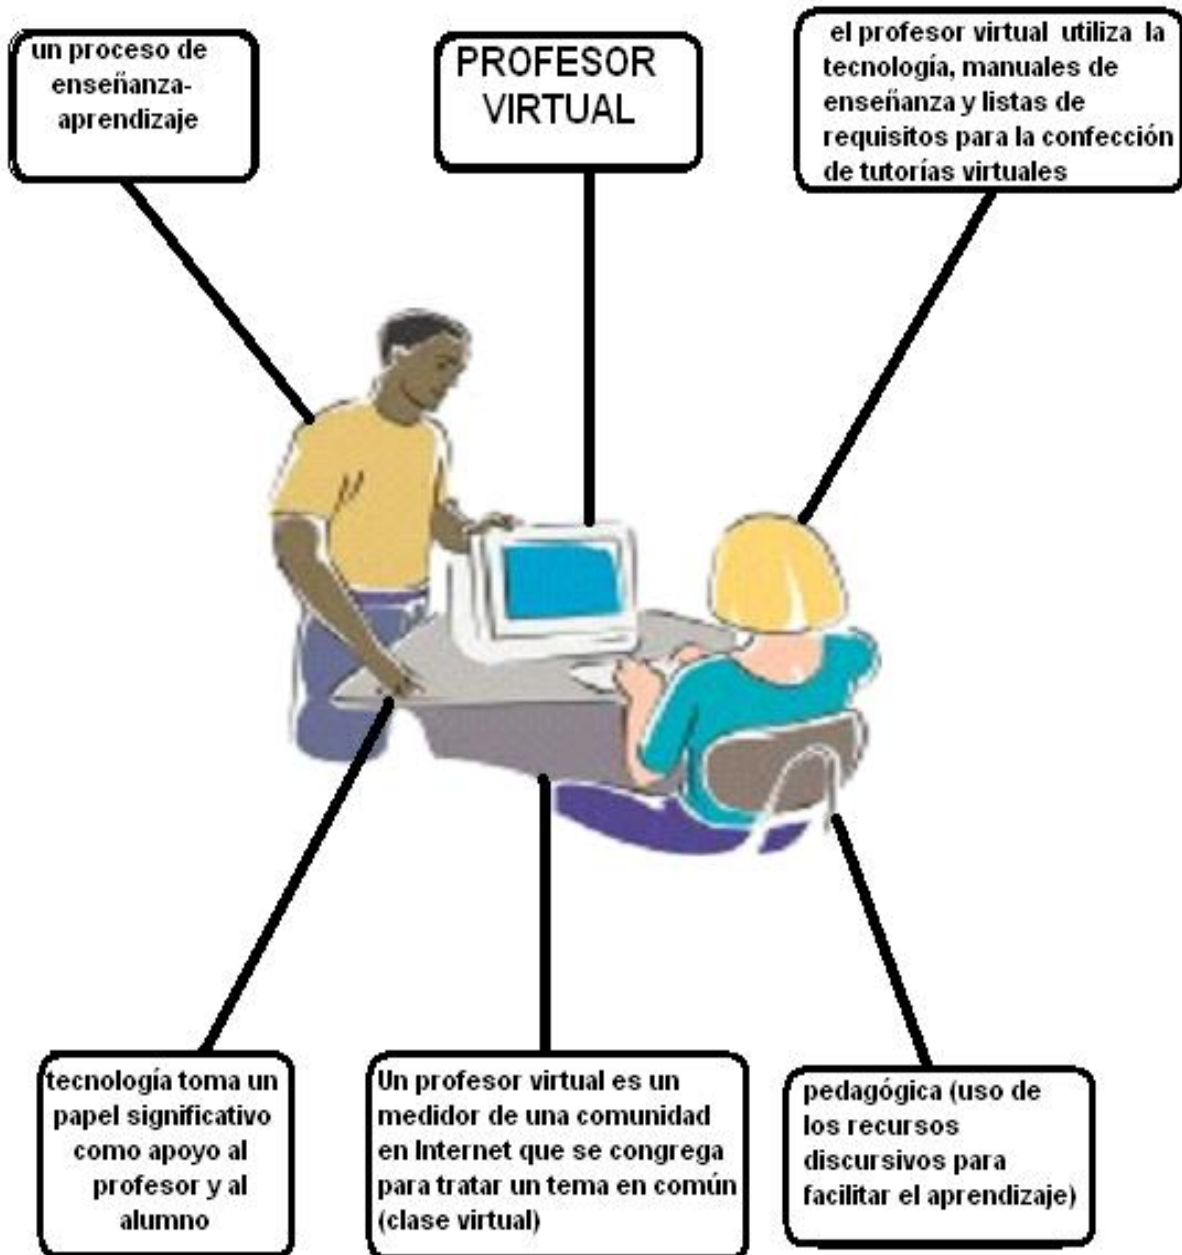 un proceso de
enseñanza-
aprendizaje
PROFESOR
VIRTUAL
el profesor virtual utiliza la
tecnología, manuales de
enseñanza y listas de
requisitos para la confección
de tutorías virtuales
tecnología toma un
papel significativo
como apoyo al
profesor y al
alumno
Un profesor virtual es un
medidor de una comunidad
en Internet que se congrega
para tratar un tema en común
(clase virtual)
pedagógica (uso de
los recursos
discursivos para
facilitar el aprendizaje)